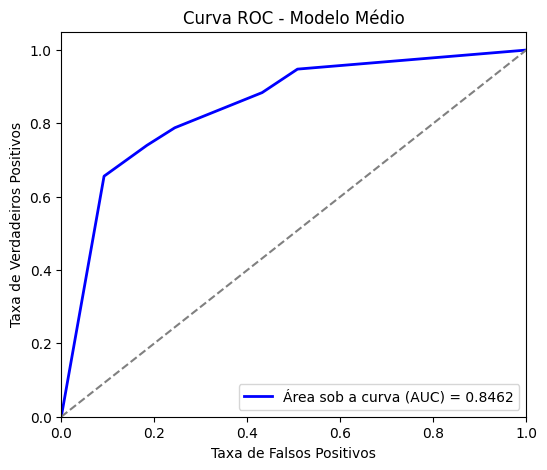 Curva ROC - Modelo Médio
Taxa de Verdadeiros Positivos
1.0
0.8
0.6
0.4
0.2
0.0
Área sob a curva (AUC) = 0.8462
0.0 0.2 0.4 0.6 0.8 1.0
Taxa de Falsos Positivos